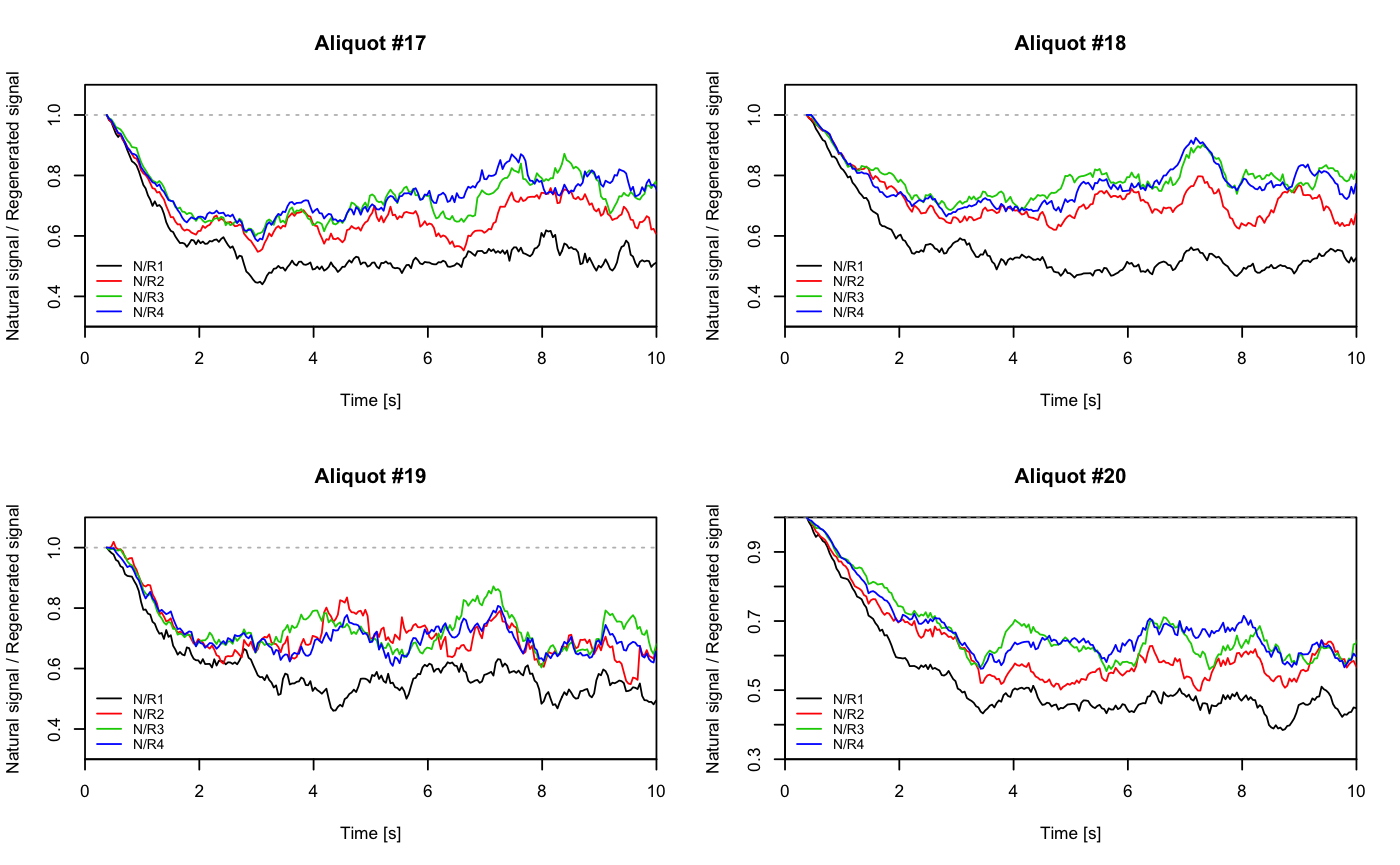 Aliquot #17
Natural signal / Regenerated signal
1.0
0.8
0.6
0.4
N/R1
N/R2
N/R3
N/R4
0 2 4 6 8 10
Time [s]
Aliquot #18
Natural signal / Regenerated signal
1.0
0.8
0.6
0.4
N/R1
N/R2
N/R3
N/R4
0 2 4 6 8 10
Time [s]
Aliquot #19
Natural signal / Regenerated signal
1.0
0.8
0.6
0.4
N/R1
N/R2
N/R3
N/R4
0 2 4 6 8 10
Time [s]
Aliquot #20
Natural signal / Regenerated signal
0.9
0.7
0.5
0.3
N/R1
N/R2
N/R3
N/R4
0 2 4 6 8 10
Time [s]